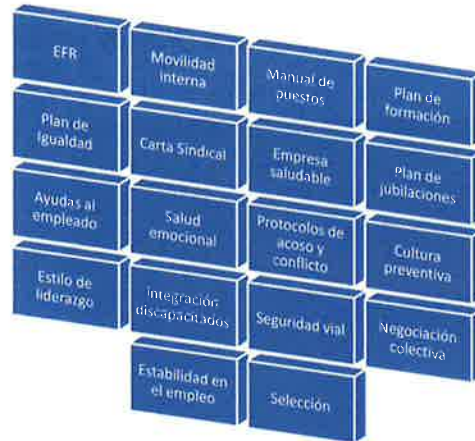 EFR
Movilidad
interna
Manual de
puestos
Plan de
formación
Plan de
Igualdad
Carta Sindical
Empresa
saludable
Plan de
jubilaciones
Ayudas al
empleado
Salud
emocional
Protocolos de
acoso y
conflicto
Cultura
preventiva
Estilo de
liderazgo
Integración
discapacitados
Seguridad vial
Negociación
colectiva
Estabilidad en
el empleo
Selección